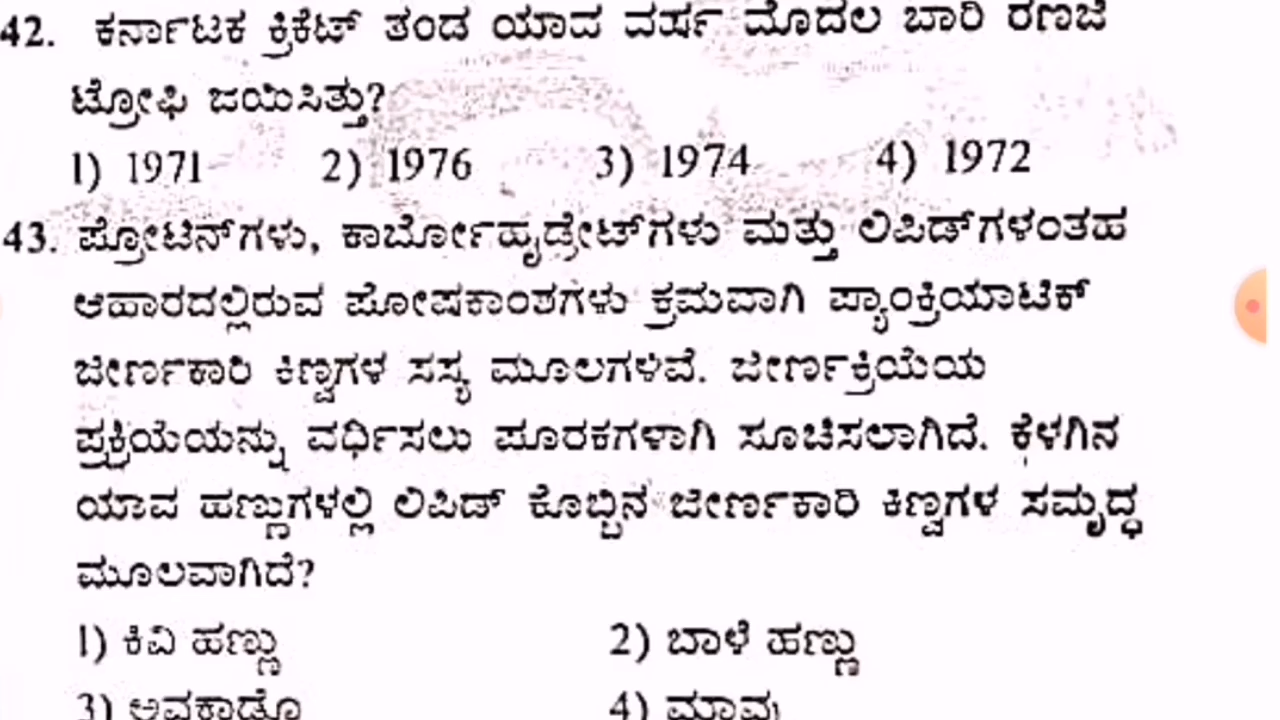 42. ಕರ್ನಾಟಕ ಕ್ರಿಕೆಟ್ ತಂಡ ಯಾವ ವರ್ಷ ಮೊದಲ ಬಾರಿ ರಣಜಿ
ಟ್ರೋಫಿ ಜಯಿಸಿತ್ತು?
1) 1971 2) 1976 3) 1974 4) 1972
43. ಪ್ರೋಟಿನ್‌ಗಳು, ಕಾರ್ಬೋಹೈಡ್ರೇಟ್‌ಗಳು ಮತ್ತು ಲಿಪಿಡ್‌ಗಳಂತಹ
ಆಹಾರದಲ್ಲಿರುವ ಪೋಷಕಾಂಶಗಳು ಕ್ರಮವಾಗಿ ಪ್ಯಾಂಕ್ರಿಯಾಟಿಕ್
ಜೀರ್ಣಕಾರಿ ಕಿಣ್ವಗಳ ಸಸ್ಯ ಮೂಲಗಳಿವೆ. ಜೀರ್ಣಕ್ರಿಯೆಯ
ಪ್ರಕ್ರಿಯೆಯನ್ನು ವರ್ಧಿಸಲು ಪೂರಕಗಳಾಗಿ ಸೂಚಿಸಲಾಗಿದೆ. ಕೆಳಗಿನ
ಯಾವ ಹಣ್ಣುಗಳಲ್ಲಿ ಲಿಪಿಡ್ ಕೊಬ್ಬಿನ ಜೀರ್ಣಕಾರಿ ಕಿಣ್ವಗಳ ಸಮೃದ್ಧ
ಮೂಲವಾಗಿದೆ?
1) ಕಿವಿ ಹಣ್ಣು 2) ಬಾಳೆ ಹಣ್ಣು
3) ಅವಕಾಡೊ 4) ಮಾವು